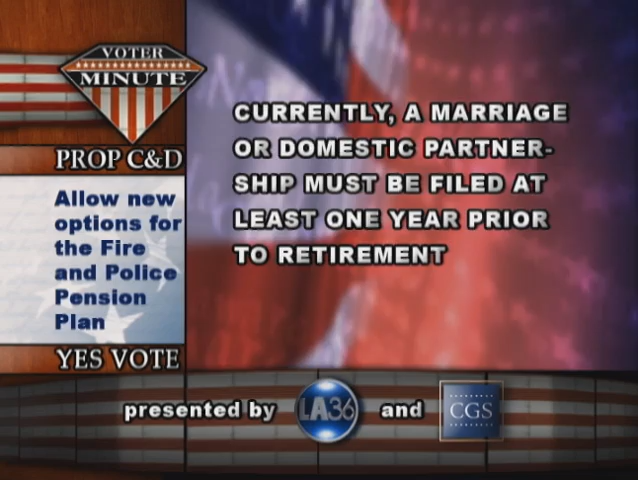 VOTER
MINUTE
PROP C&D
Allow new
options for
the Fire
and Police
Pension
Plan
YES VOTE
CURRENTLY, A MARRIAGE
OR DOMESTIC PARTNER-
SHIP MUST BE FILED AT
LEAST ONE YEAR PRIOR
TO RETIREMENT
presented by LA36 and CGS